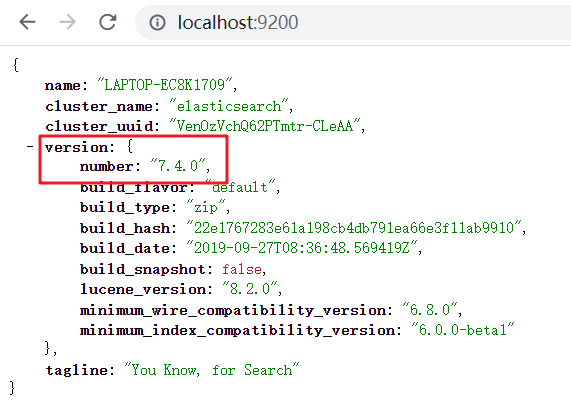 localhost:9200
{
name: "LAPTOP-EC8K1709",
cluster_name: "elasticsearch",
cluster_uuid: "VenOzVchQ62PTmtr-CLeAA",
- version: {
number: "7.4.0",
build_flavor: "default",
build_type: "zip",
build_hash: "22e1767283e61a198cb4db791ea66e3f11ab9910",
build_date: "2019-09-27T08:36:48.569419Z",
build_snapshot: false,
lucene_version: "8.2.0",
minimum_wire_compatibility_version: "6.8.0",
minimum_index_compatibility_version: "6.0.0-beta1"
},
tagline: "You Know, for Search"
}